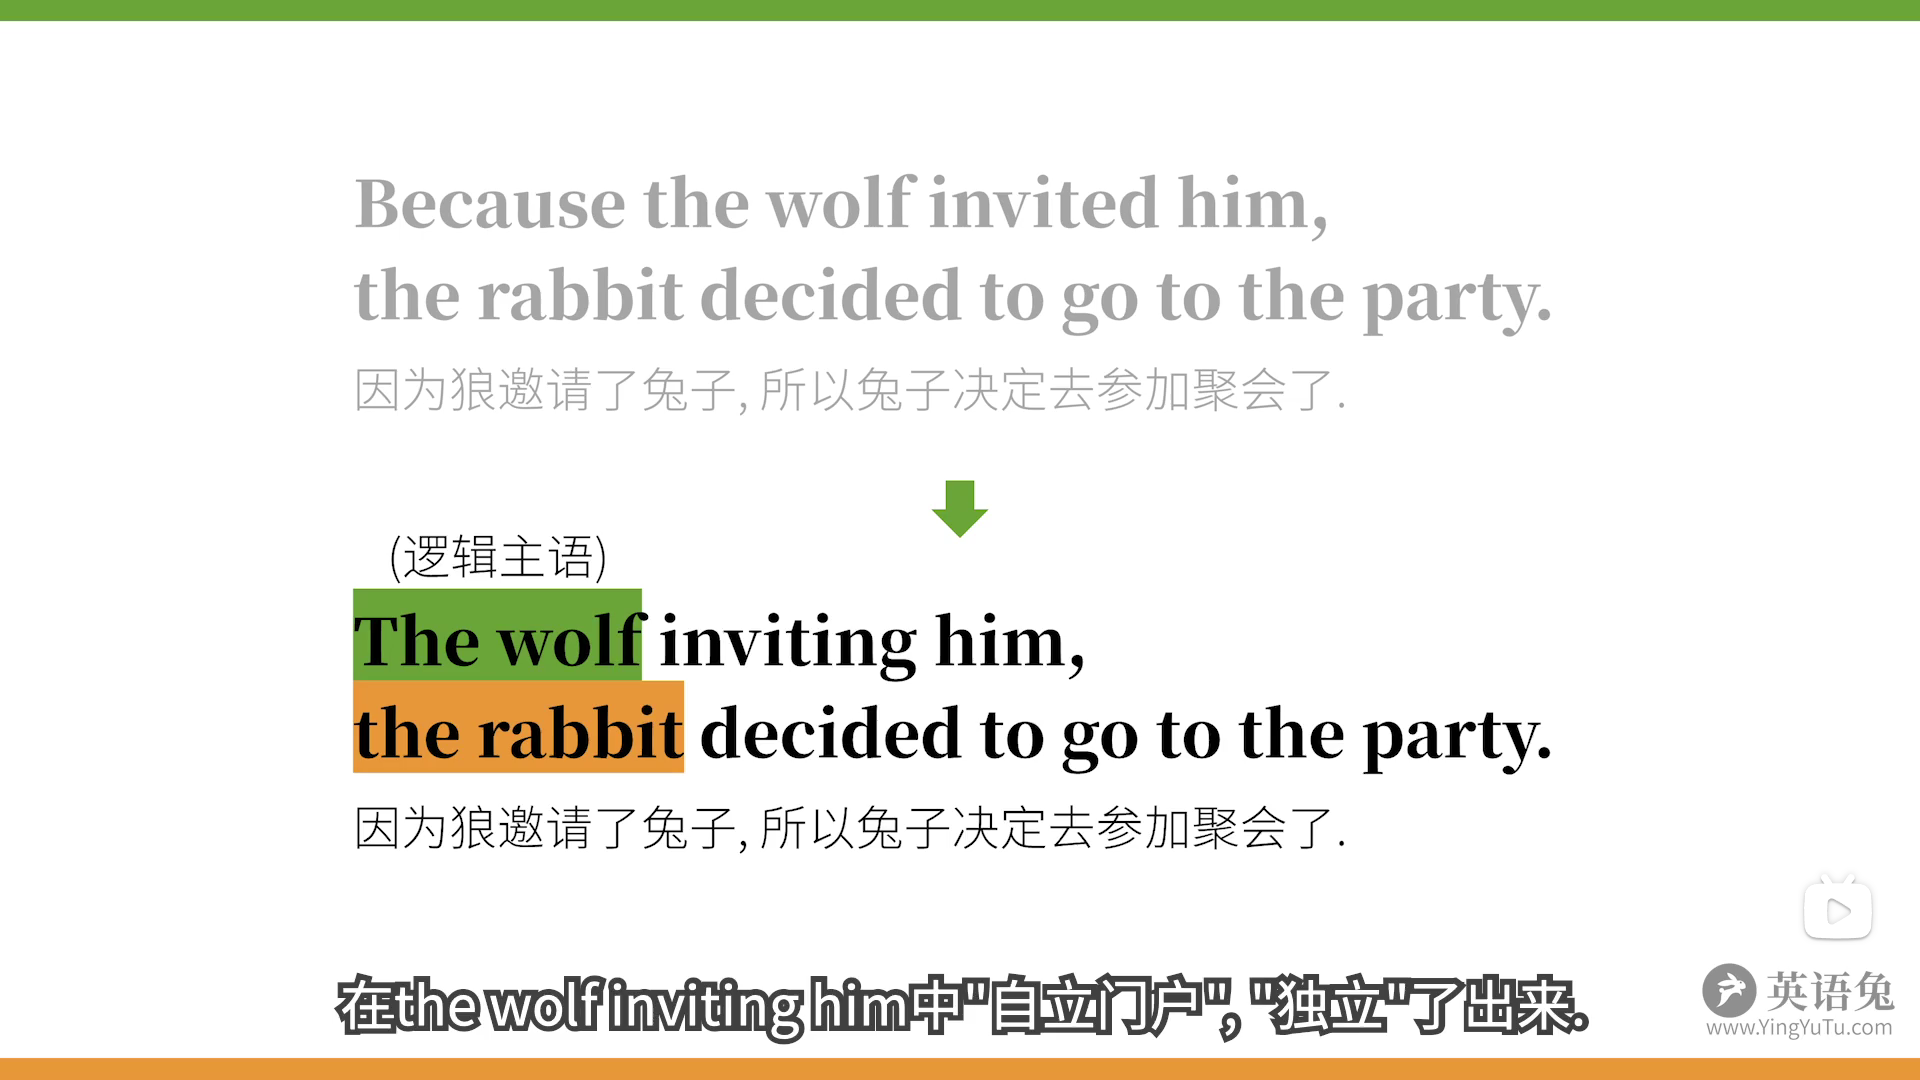 Because the wolf invited him,
the rabbit decided to go to the party.
因为狼邀请了兔子, 所以兔子决定去参加聚会了.
(逻辑主语)
The wolf inviting him,
the rabbit decided to go to the party.
因为狼邀请了兔子, 所以兔子决定去参加聚会了.
在the wolf inviting him中"自立门户", "独立"了出来.
英语兔
www.YingYuTu.com